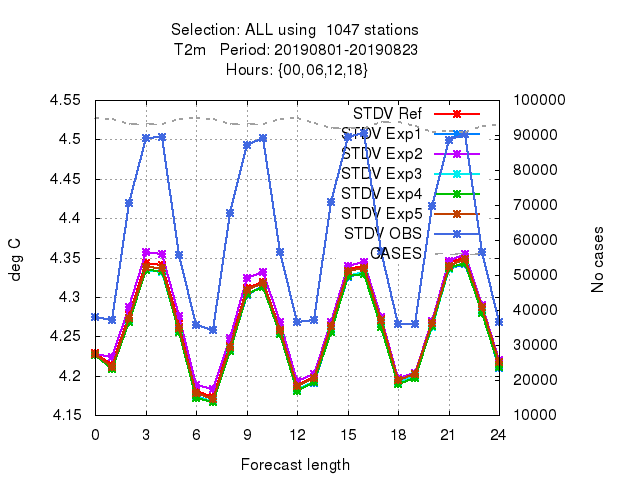 Selection: ALL using  1047 stations
T2m   Period: 20190801-20190823
Hours: {00,06,12,18}
4.55
4.5
4.45
4.4
4.35
4.3
4.25
4.2
4.15
deg C
STDV Ref
STDV Exp1
STDV Exp2
STDV Exp3
STDV Exp4
STDV Exp5
STDV OBS
CASES
100000
90000
80000
70000
60000
50000
40000
30000
20000
10000
No cases
0 3 6 9 12 15 18 21 24
Forecast length